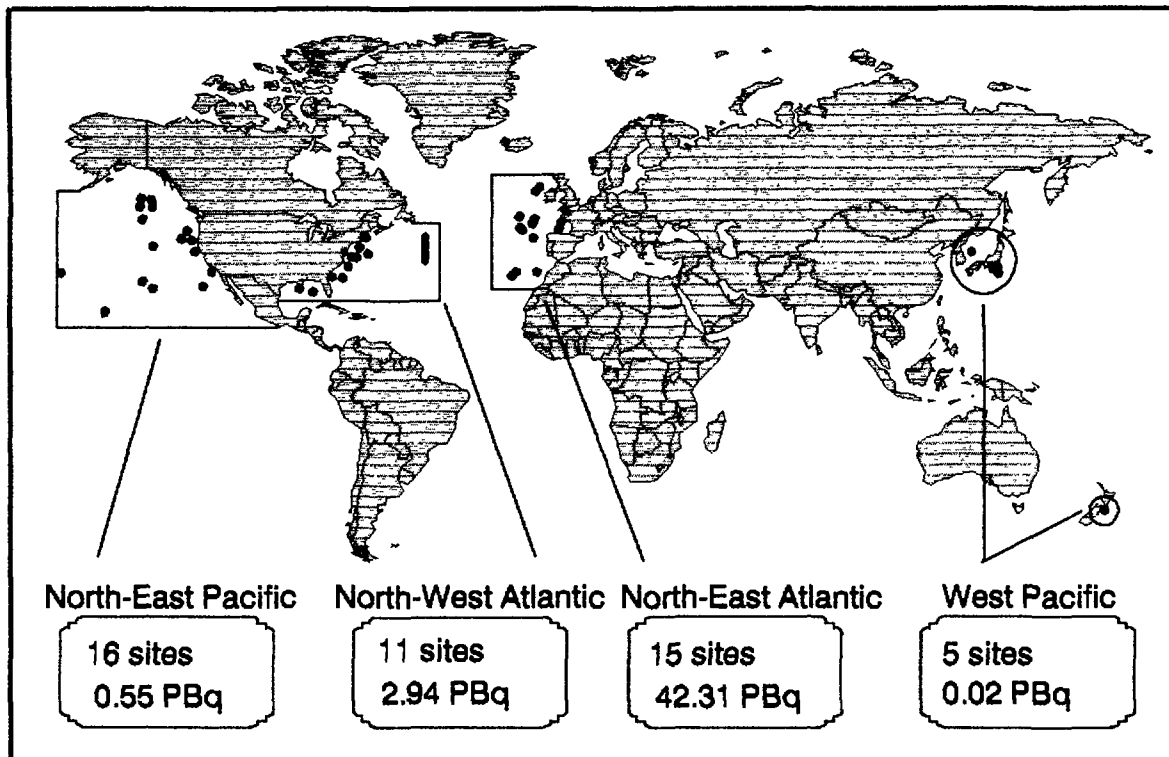 North-East Pacific
16 sites
0.55 PBq
North-West Atlantic
11 sites
2.94 PBq
North-East Atlantic
15 sites
42.31 PBq
West Pacific
5 sites
0.02 PBq